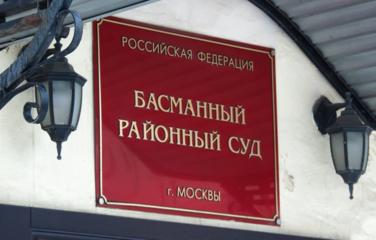 РОССИЙСКАЯ ФЕДЕРАЦИЯ
БАСМАННЫЙ
РАЙОННЫЙ СУД
г. МОСКВЫ